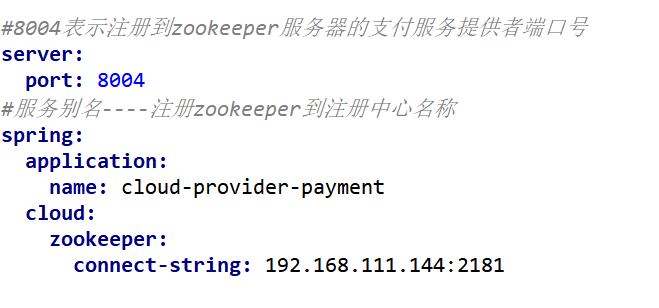 #8004表示注册到zookeeper服务器的支付服务提供者端口号
server:
  port: 8004
#服务别名----注册zookeeper到注册中心名称
spring:
  application:
    name: cloud-provider-payment
  cloud:
    zookeeper:
      connect-string: 192.168.111.144:2181